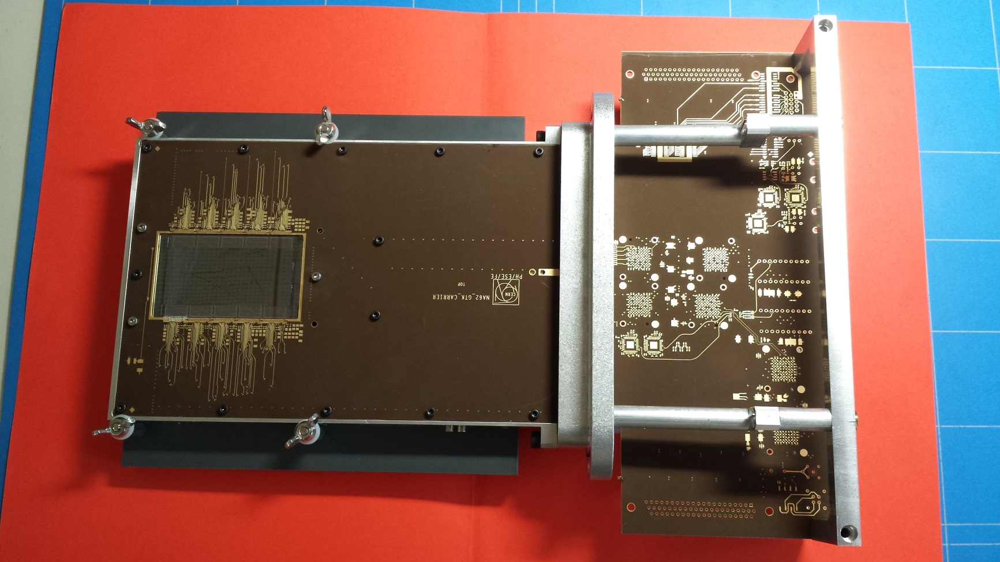 PH/ESE/FE
CERN
TOP
NA62_GTK_CARRIER